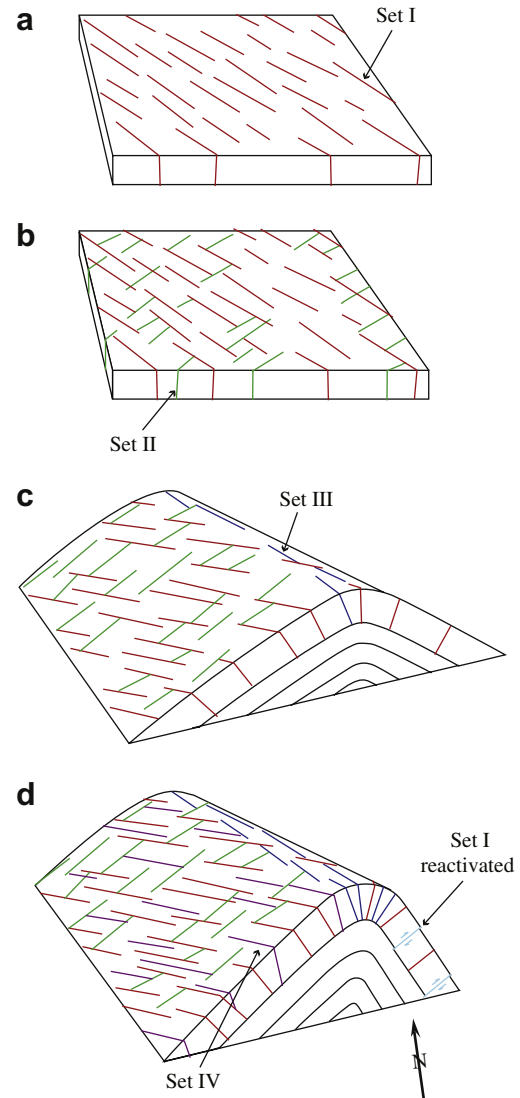 a
Set I
b
Set II
c
Set III
d
Set I
reactivated
Set IV
N